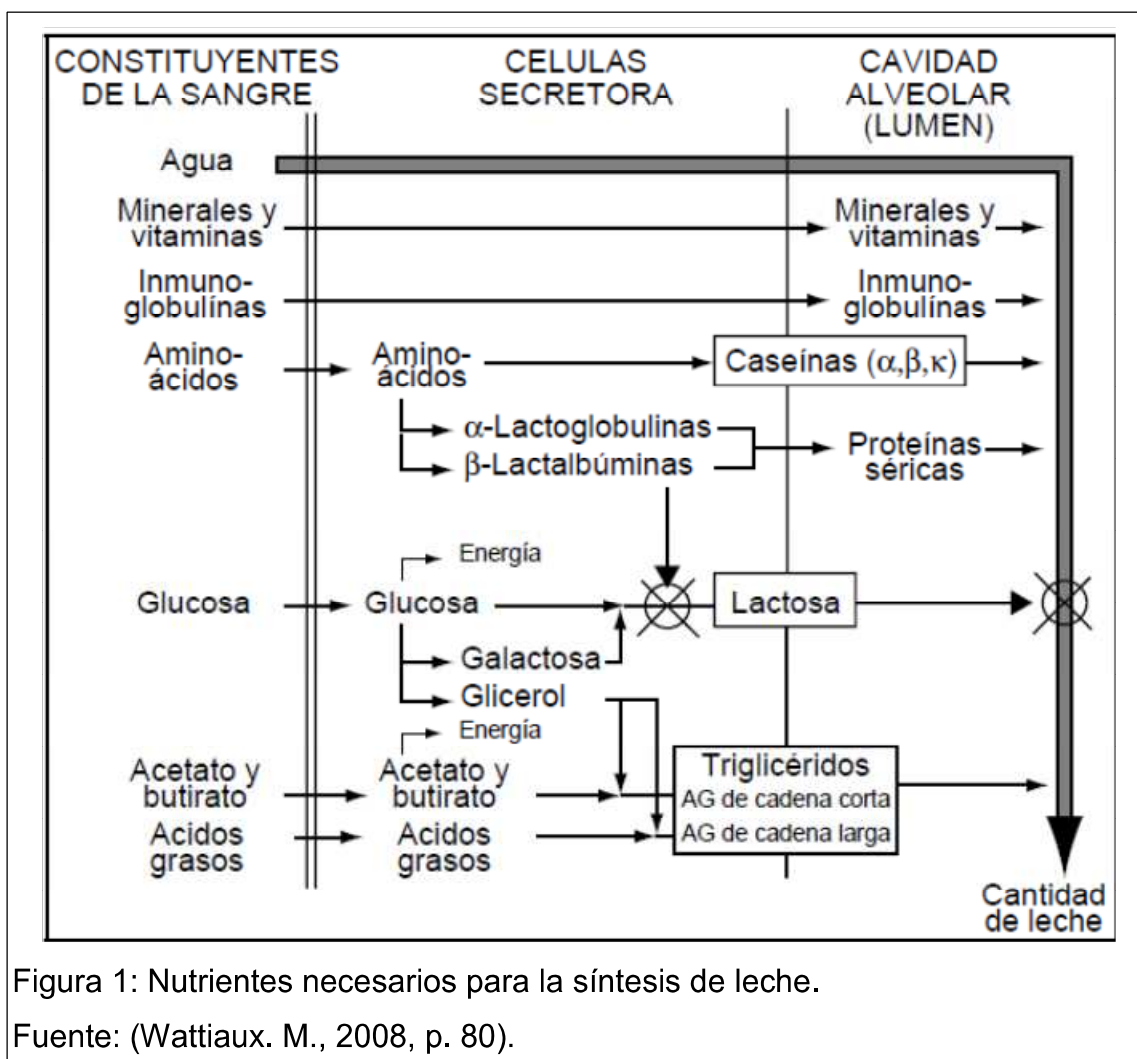 CONSTITUYENTES
DE LA SANGRE
CELULAS
SECRETORA
CAVIDAD
ALVEOLAR
(LUMEN)
Agua
Minerales y
vitaminas
Minerales y
vitaminas
Inmuno-
globulínas
Inmuno-
globulínas
Amino-
ácidos
Amino-
ácidos
Caseínas (α,β,κ)
α-Lactoglobulinas
β-Lactalbúminas
Proteínas
séricas
Energía
Glucosa
Glucosa
Lactosa
Galactosa
Glicerol
Energía
Acetato y
butirato
Acetato y
butirato
Triglicéridos
AG de cadena corta
AG de cadena larga
Acidos
grasos
Acidos
grasos
Cantidad
de leche
Figura 1: Nutrientes necesarios para la síntesis de leche.
Fuente: (Wattiaux. M., 2008, p. 80).